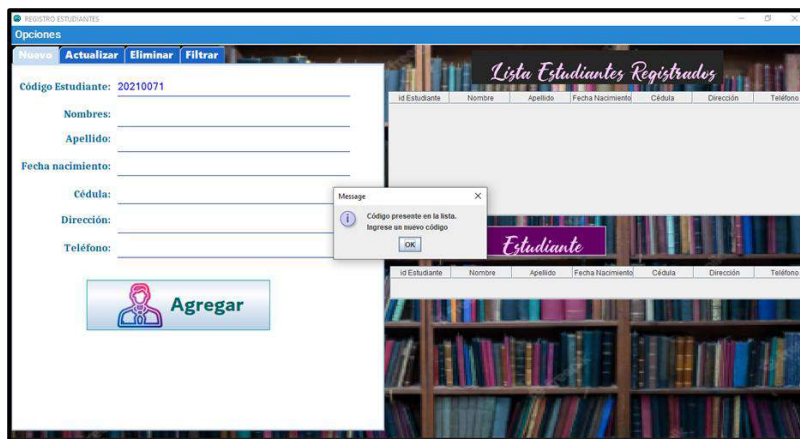 REGISTRO ESTUDIANTES
Opciones
Nuevo Actualizar Eliminar Filtrar
Código Estudiante: 20210071
Nombres:
Apellido:
Fecha nacimiento:
Cédula:
Dirección:
Teléfono:
Agregar
Lista Estudiantes Registrados
id Estudiante Nombre Apellido Fecha Nacimiento Cédula Dirección Teléfono
Message
Código presente en la lista.
Ingrese un nuevo código
OK
Estudiante
id Estudiante Nombre Apellido Fecha Nacimiento Cédula Dirección Teléfono